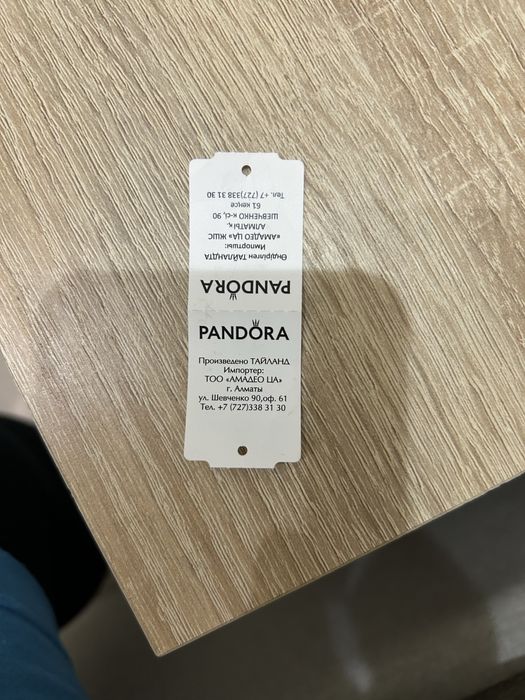 PANDORA
Произведено ТАЙЛАНД
Импортер:
ТОО «АМАДЕО ЦА»
г. Алматы
ул. Шевченко 90,оф. 61
Тел. +7 (727)338 31 30
PANDORA
Өндірілген ТАЙЛАНДТА
Импортшы:
«АМАДЕО ЦА» ЖШС
АЛМАТЫ к.
ШЕВЧЕНКО к-сі, 90
61 кеңсе
Тел. + 7 (727)338 31 30